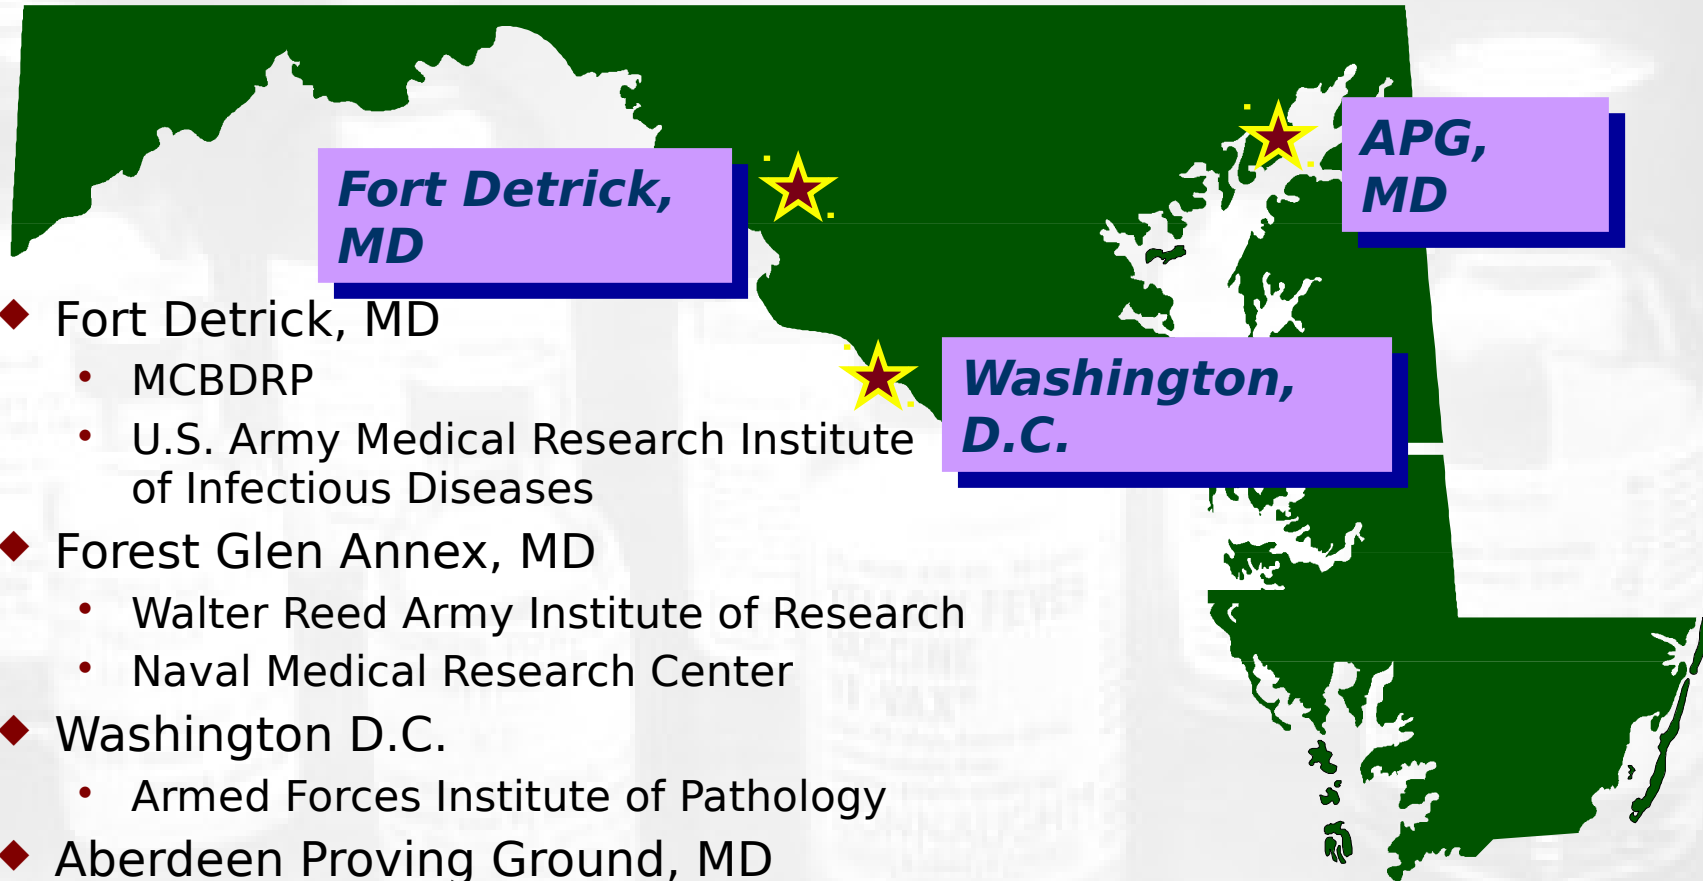 Fort Detrick,
MD
APG,
MD
Washington,
D.C.
Fort Detrick, MD
MCBDRP
U.S. Army Medical Research Institute
of Infectious Diseases
Forest Glen Annex, MD
Walter Reed Army Institute of Research
Naval Medical Research Center
Washington D.C.
Armed Forces Institute of Pathology
Aberdeen Proving Ground, MD